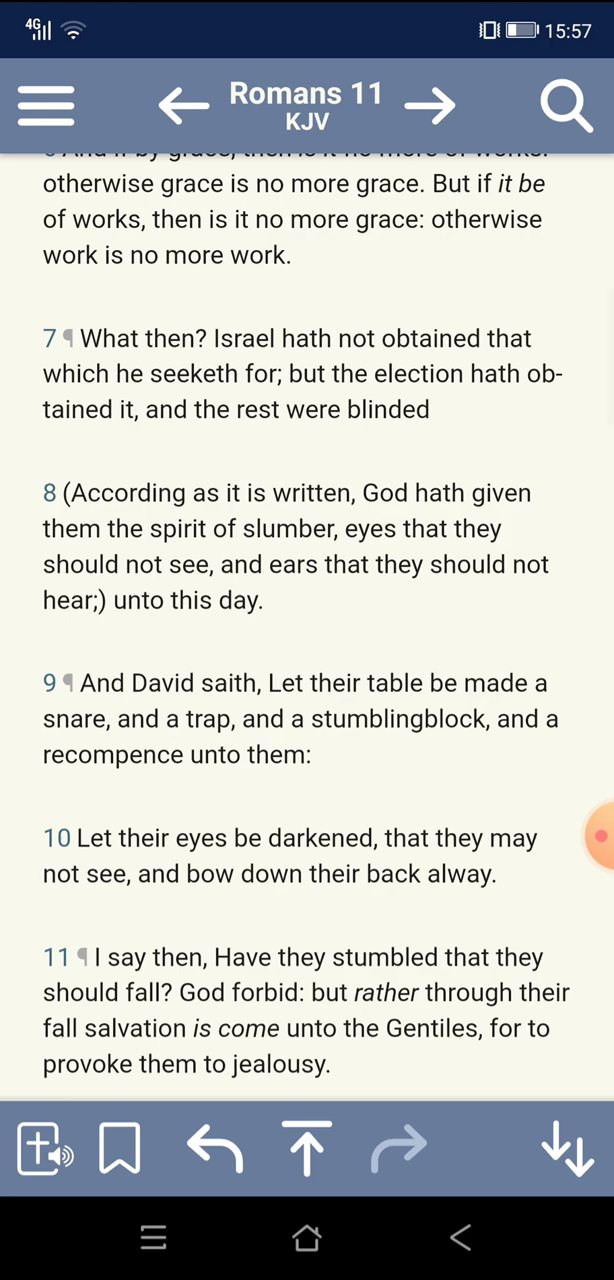 4G 15:57
Romans 11
KJV
otherwise grace is no more grace. But if it be
of works, then is it no more grace: otherwise
work is no more work.
7 ¶ What then? Israel hath not obtained that
which he seeketh for; but the election hath ob-
tained it, and the rest were blinded
8 (According as it is written, God hath given
them the spirit of slumber, eyes that they
should not see, and ears that they should not
hear;) unto this day.
9 ¶ And David saith, Let their table be made a
snare, and a trap, and a stumblingblock, and a
recompence unto them:
10 Let their eyes be darkened, that they may
not see, and bow down their back alway.
11 ¶ I say then, Have they stumbled that they
should fall? God forbid: but rather through their
fall salvation is come unto the Gentiles, for to
provoke them to jealousy.